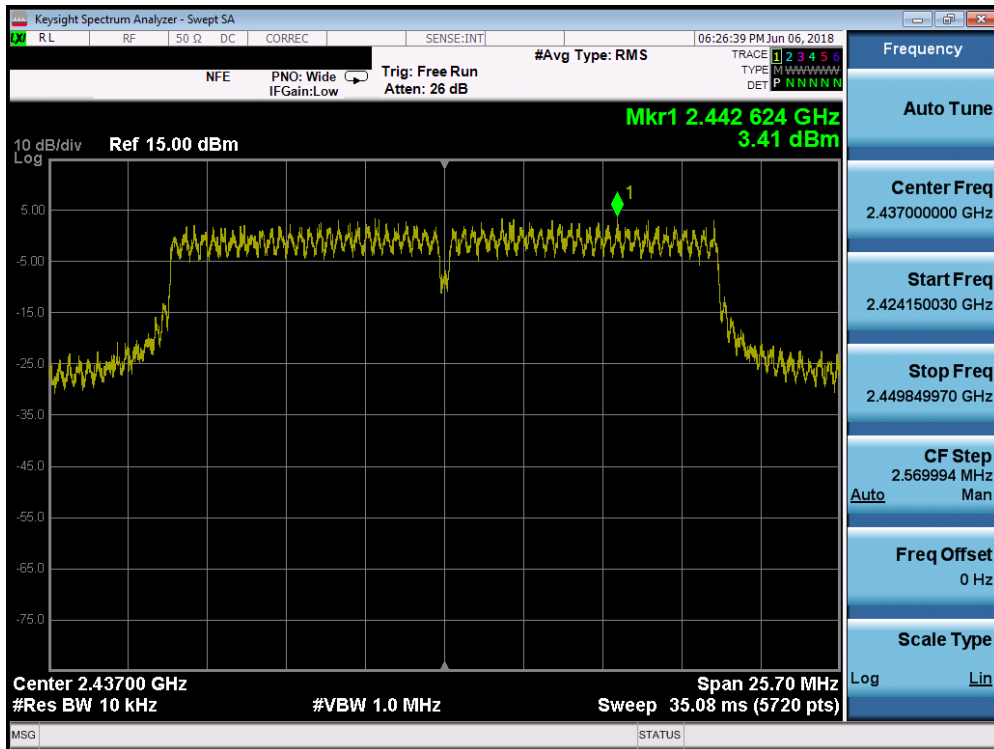 Keysight Spectrum Analyzer - Swept SA
LXI RL RF 50 Ω DC CORREC SENSE:INT 06:26:39 PM Jun 06, 2018
#Avg Type: RMS TRACE 1 2 3 4 5 6
NFE PNO: Wide Trig: Free Run TYPE M WWWWW
IFGain:Low Atten: 26 dB DET P N N N N N
Mkr1 2.442 624 GHz
3.41 dBm
10 dB/div Ref 15.00 dBm
Log
1
5.00
-5.00
-15.0
-25.0
-35.0
-45.0
-55.0
-65.0
-75.0
Center 2.43700 GHz Span 25.70 MHz
#Res BW 10 kHz #VBW 1.0 MHz Sweep 35.08 ms (5720 pts)
MSG STATUS
Frequency
Auto Tune
Center Freq
2.437000000 GHz
Start Freq
2.424150030 GHz
Stop Freq
2.449849970 GHz
CF Step
2.569994 MHz
Auto Man
Freq Offset
0 Hz
Scale Type
Log Lin